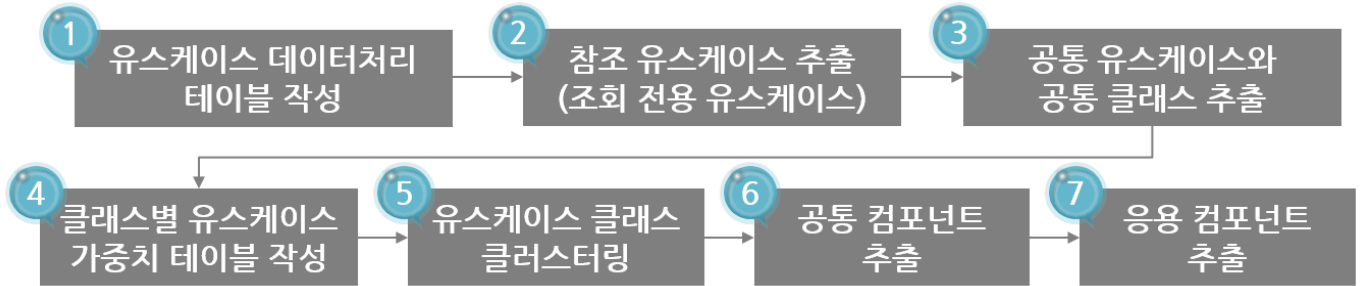 1
유스케이스 데이터처리
테이블 작성
2
참조 유스케이스 추출
(조회 전용 유스케이스)
3
공통 유스케이스와
공통 클래스 추출
4
클래스별 유스케이스
가중치 테이블 작성
5
유스케이스 클래스
클러스터링
6
공통 컴포넌트
추출
7
응용 컴포넌트
추출